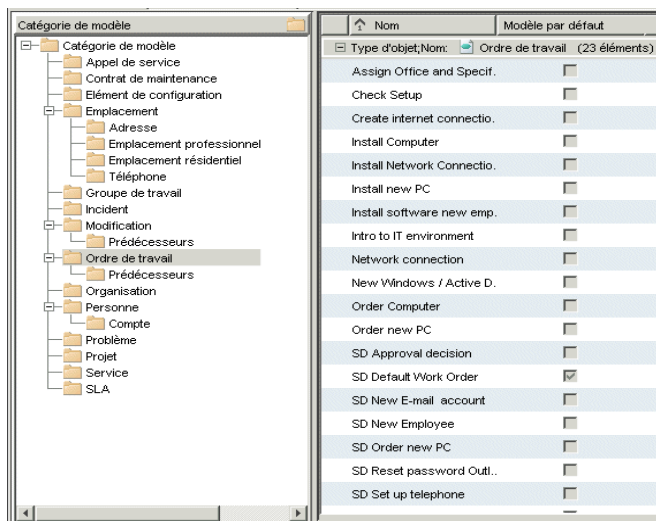 Catégorie de modèle
Catégorie de modèle
Appel de service
Contrat de maintenance
Elément de configuration
Emplacement
Adresse
Emplacement professionnel
Emplacement résidentiel
Téléphone
Groupe de travail
Incident
Modification
Prédécesseurs
Ordre de travail
Prédécesseurs
Organisation
Personne
Compte
Problème
Projet
Service
SLA
Nom Modèle par défaut
Type d'objet;Nom: Ordre de travail (23 éléments)
Assign Office and Specif.
Check Setup
Create internet connectio.
Install Computer
Install Network Connectio.
Install new PC
Install software new emp.
Intro to IT environment
Network connection
New Windows / Active D.
Order Computer
Order new PC
SD Approval decision
SD Default Work Order
SD New E-mail account
SD New Employee
SD Order new PC
SD Reset password Outl..
SD Set up telephone